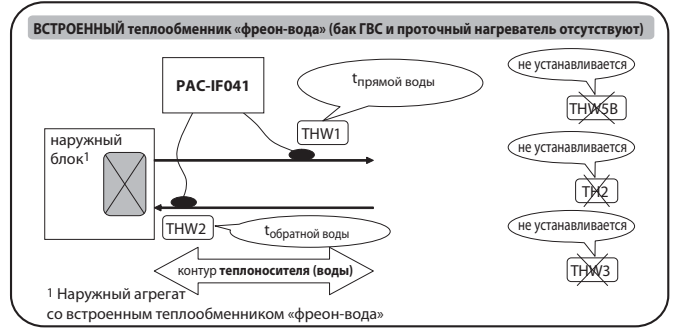 ВСТРОЕННЫЙ теплообменник «фреон-вода» (бак ГВС и проточный нагреватель отсутствуют)
PAC-IF041
tпрямой воды
THW1
наружный
блок1
THW2
tобратной воды
контур теплоносителя (воды)
1 Наружный агрегат
со встроенным теплообменником «фреон-вода»
не устанавливается
THW5B
не устанавливается
TH2
не устанавливается
THW3